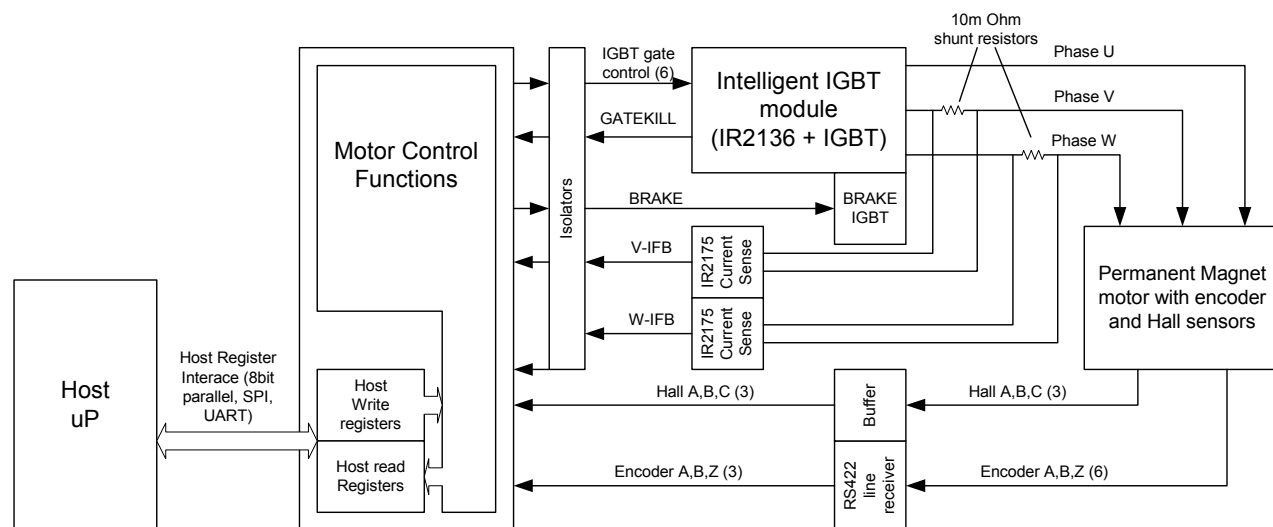 10m Ohm
shunt resistors
IGBT gate
control (6)
Intelligent IGBT
module
(IR2136 + IGBT)
Phase U
Phase V
Phase W
GATEKILL
Motor Control
Functions
Isolators
BRAKE
BRAKE
IGBT
V-IFB
IR2175
Current
Sense
W-IFB
IR2175
Current
Sense
Permanent Magnet
motor with encoder
and Hall sensors
Host
uP
Host Register
Interace (8bit
parallel, SPI,
UART)
Host
Write
registers
Host read
Registers
Hall A,B,C (3)
Buffer
Hall A,B,C (3)
Encoder A,B,Z (3)
RS422
line
receiver
Encoder A,B,Z (6)